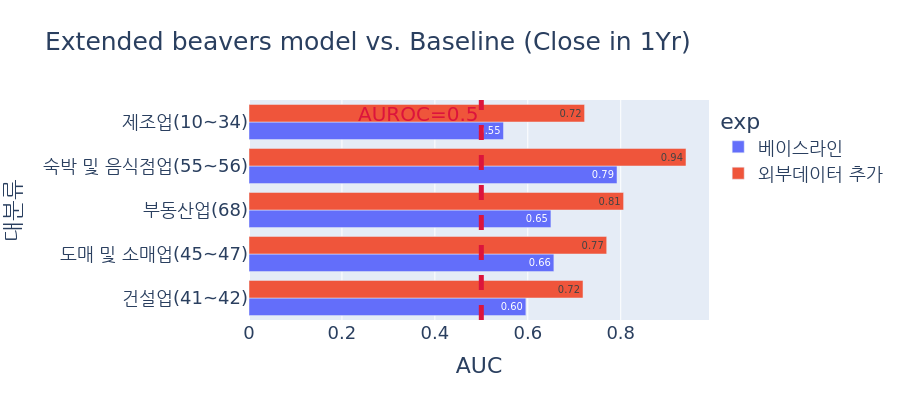 Extended beavers model vs. Baseline (Close in 1Yr)
대분류
제조업(10~34)
숙박 및 음식점업(55~56)
부동산업(68)
도매 및 소매업(45~47)
건설업(41~42)
AUROC=0.5
0.72
.55
0.94
0.79
0.81
0.65
0.77
0.66
0.72
0.60
0 0.2 0.4 0.6 0.8
AUC
exp
베이스라인
외부데이터 추가